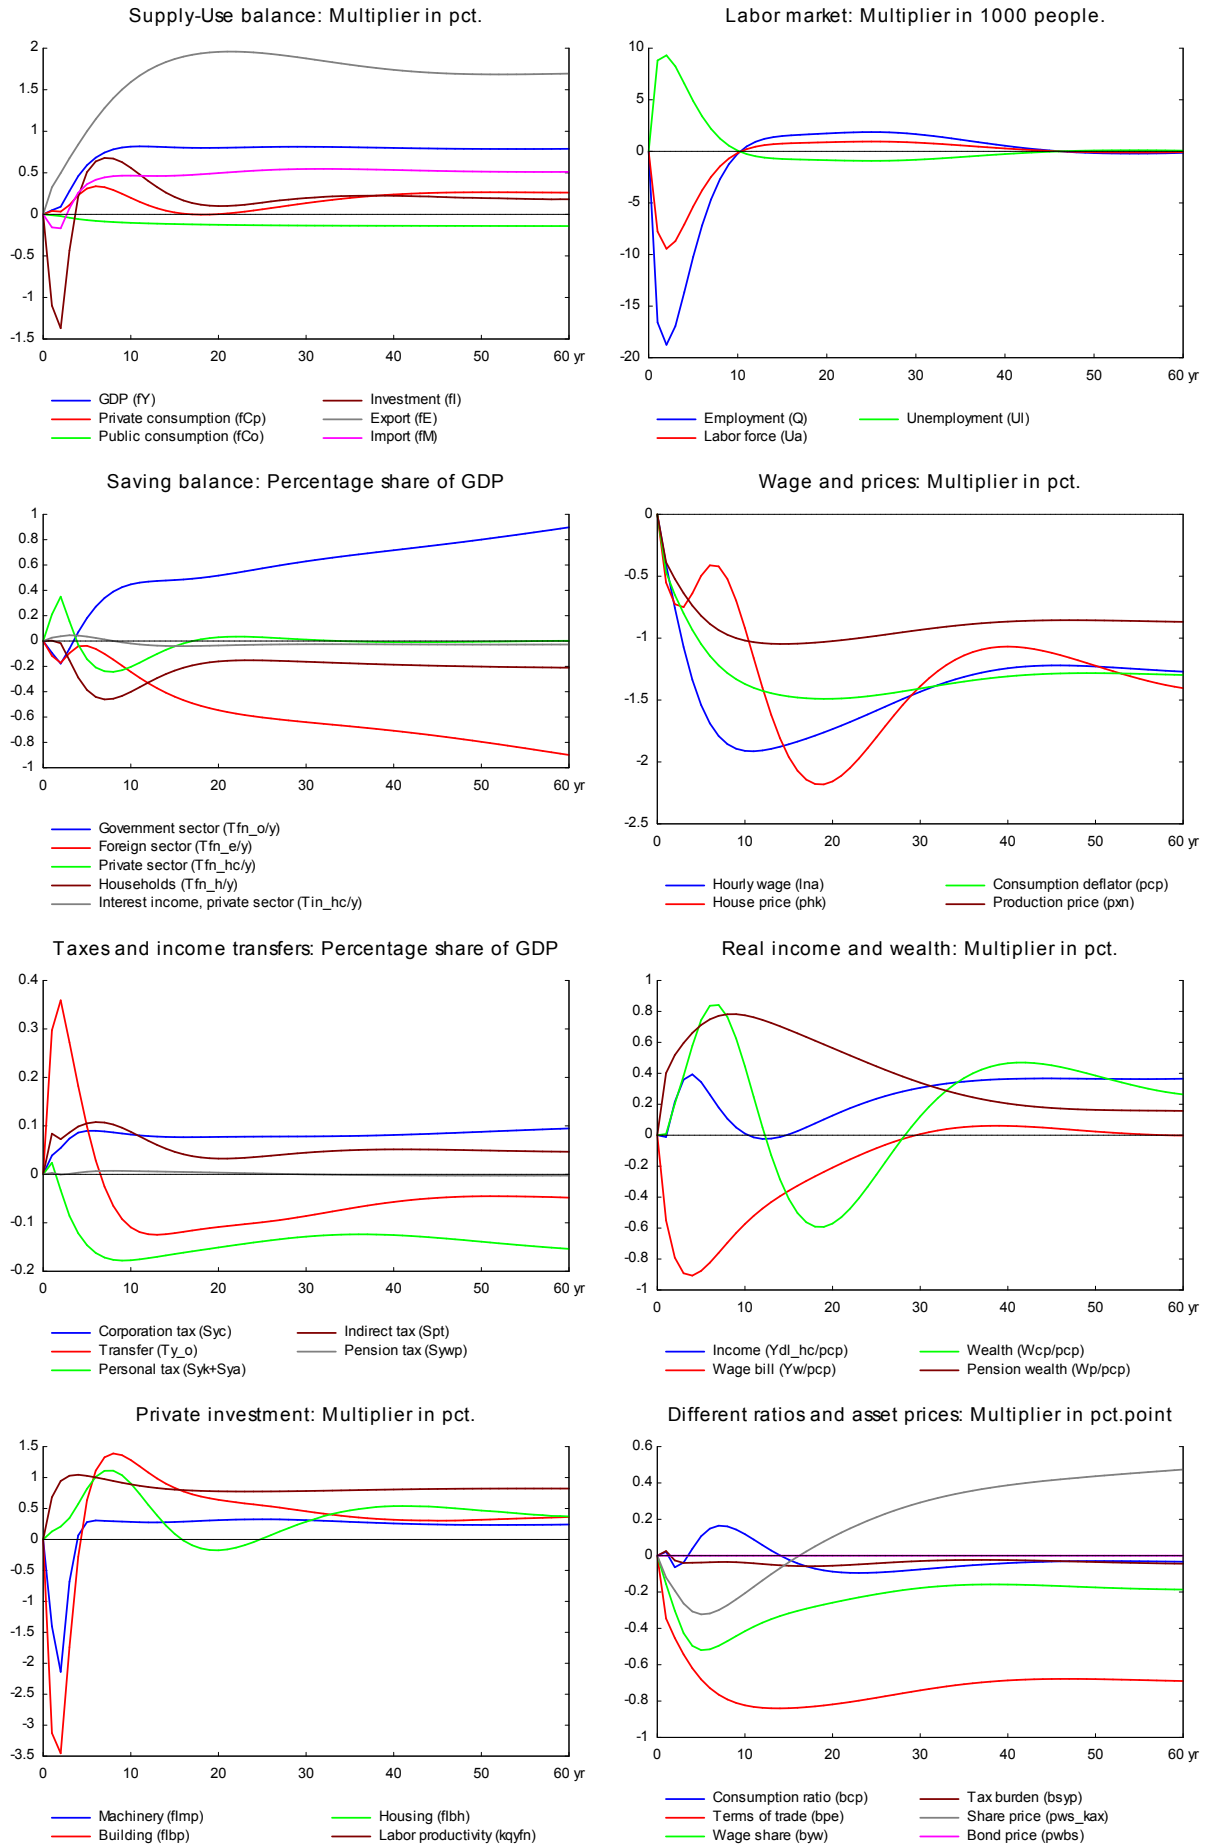 Supply-Use balance: Multiplier in pct.
2
1.5
1
0.5
0
-0.5
-1
-1.5
0 10 20 30 40 50 60 yr
GDP (fY) Investment (fI)
Private consumption (fCp) Export (fE)
Public consumption (fCo) Import (fM)
Labor market: Multiplier in 1000 people.
10
5
0
-5
-10
-15
-20
0 10 20 30 40 50 60 yr
Employment (Q) Unemployment (Ul)
Labor force (Ua)
Saving balance: Percentage share of GDP
1
0.8
0.6
0.4
0.2
0
-0.2
-0.4
-0.6
-0.8
-1
0 10 20 30 40 50 60 yr
Government sector (Tfn_o/y)
Foreign sector (Tfn_e/y)
Private sector (Tfn_hc/y)
Households (Tfn_h/y)
Interest income, private sector (Tin_hc/y)
Wage and prices: Multiplier in pct.
0
-0.5
-1
-1.5
-2
-2.5
0 10 20 30 40 50 60 yr
Hourly wage (lna) Consumption deflator (pcp)
House price (phk) Production price (pxn)
Taxes and income transfers: Percentage share of GDP
0.4
0.3
0.2
0.1
0
-0.1
-0.2
0 10 20 30 40 50 60 yr
Corporation tax (Syc) Indirect tax (Spt)
Transfer (Ty_o) Pension tax (Sywp)
Personal tax (Syk+Sya)
Real income and wealth: Multiplier in pct.
1
0.8
0.6
0.4
0.2
0
-0.2
-0.4
-0.6
-0.8
-1
0 10 20 30 40 50 60 yr
Income (Ydl_hc/pcp) Wealth (Wcp/pcp)
Wage bill (Yw/pcp) Pension wealth (Wp/pcp)
Private investment: Multiplier in pct.
1.5
1
0.5
0
-0.5
-1
-1.5
-2
-2.5
-3
-3.5
0 10 20 30 40 50 60 yr
Machinery (fImp) Housing (fIbh)
Building (fIbp) Labor productivity (kqyfn)
Different ratios and asset prices: Multiplier in pct.point
0.6
0.4
0.2
0
-0.2
-0.4
-0.6
-0.8
-1
0 10 20 30 40 50 60 yr
Consumption ratio (bcp) Tax burden (bsyp)
Terms of trade (bpe) Share price (pws_kax)
Wage share (byw) Bond price (pwbs)